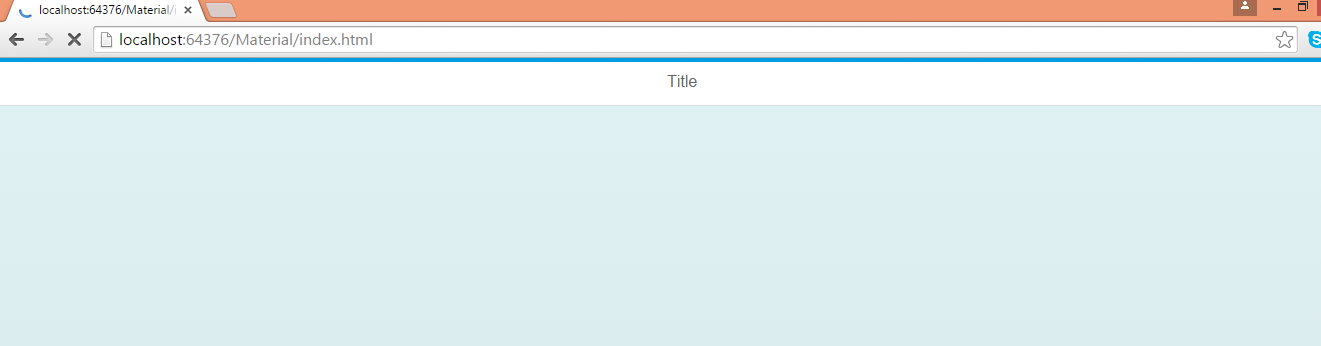 localhost:64376/Material/i
localhost:64376/Material/index.html
S
Title